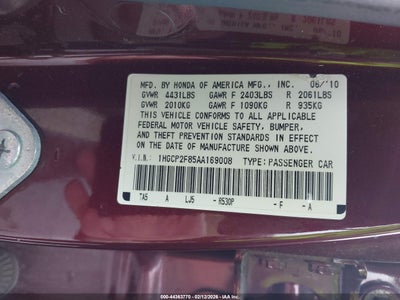 MFD. BY HONDA OF AMERICA MFG., INC. 06/10
GVWR 4431LBS GAWR F 2403LBS R 2061LBS
GVWR 2010KG GAWR F 1090KG R 935KG
THIS VEHICLE CONFORMS TO ALL APPLICABLE
FEDERAL MOTOR VEHICLE SAFETY, BUMPER,
AND THEFT PREVENTION STANDARDS IN EFFECT
ON THE DATE OF MANUFACTURE SHOWN
ABOVE.
V.I.N.: 1HGCP2F85AA169008 TYPE: PASSENGER CAR
TA5 A LJ5 - R530P - F - A
000-44363770 - 02/12/2026 - IAA Inc.